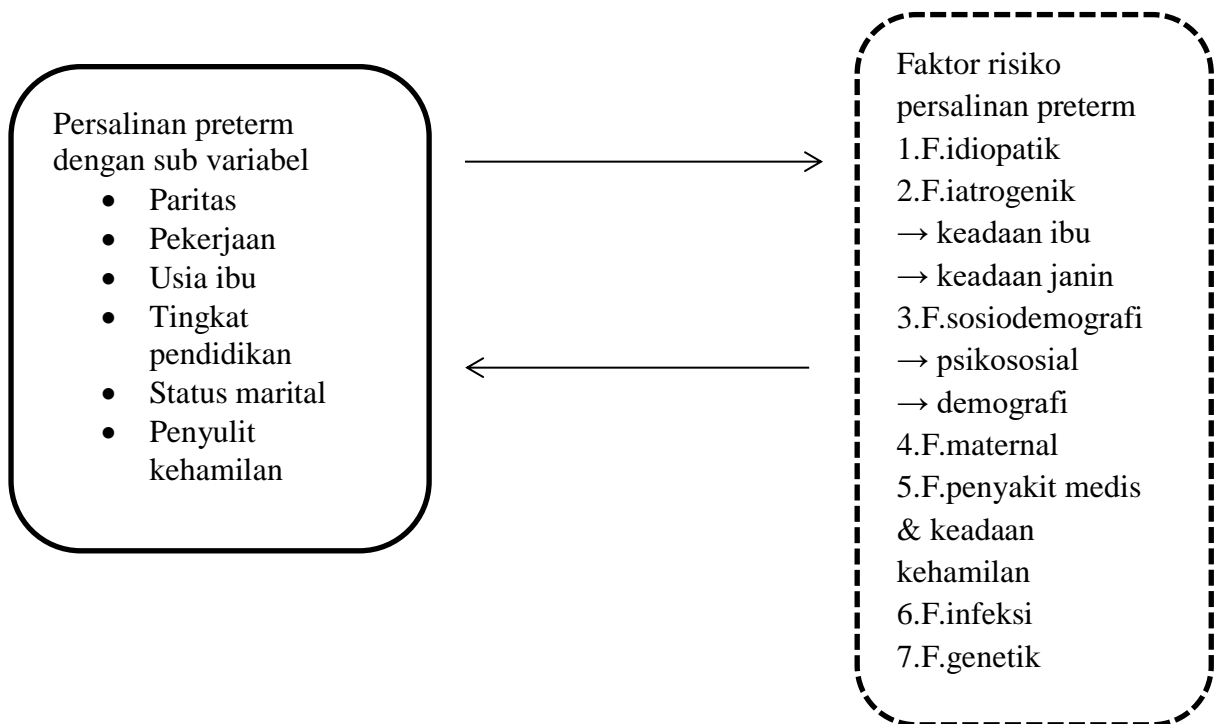 Persalinan preterm
dengan sub variabel
• Paritas
• Pekerjaan
• Usia ibu
• Tingkat
pendidikan
• Status marital
• Penyulit
kehamilan
Faktor risiko
persalinan preterm
1.F.idiopatik
2.F.iatrogenik
→ keadaan ibu
→ keadaan janin
3.F.sosiodemografi
→ psikososial
→ demografi
4.F.maternal
5.F.penyakit medis
& keadaan
kehamilan
6.F.infeksi
7.F.genetik